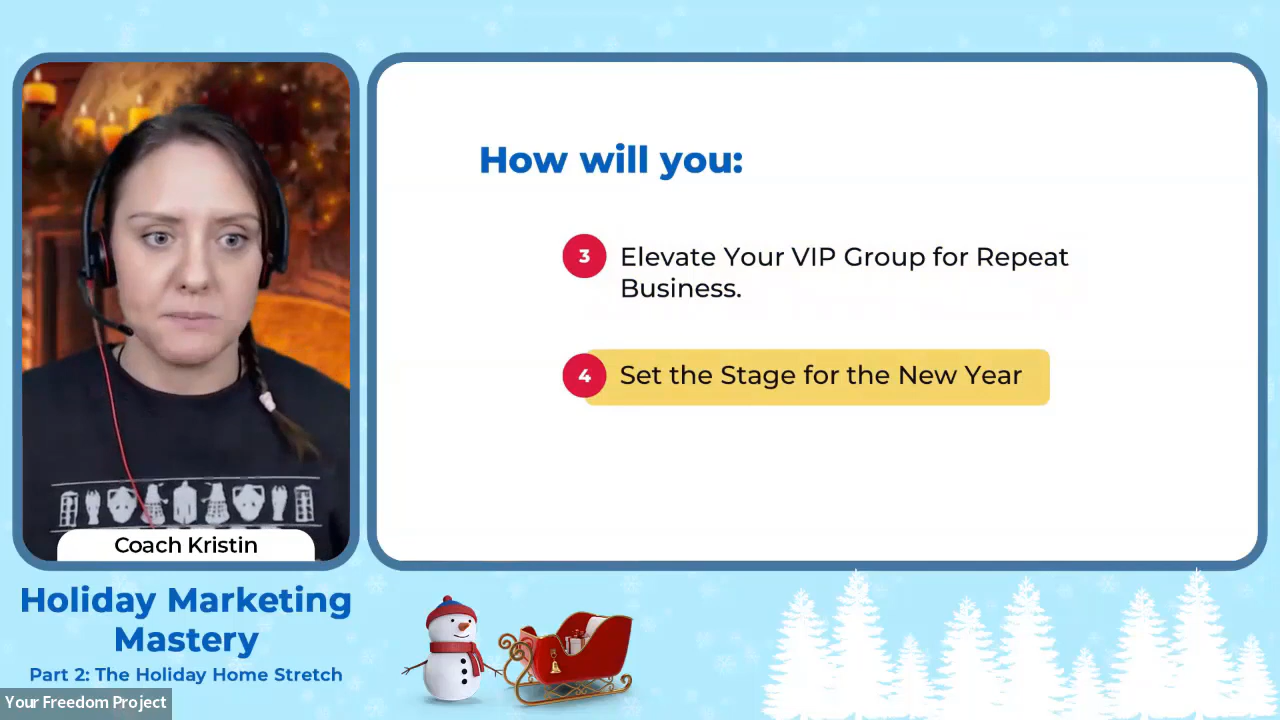 How will you:
3
Elevate Your VIP Group for Repeat
Business.
4
Set the Stage for the New Year
Coach Kristin
Holiday Marketing
Mastery
Part 2: The Holiday Home Stretch
Your Freedom Project